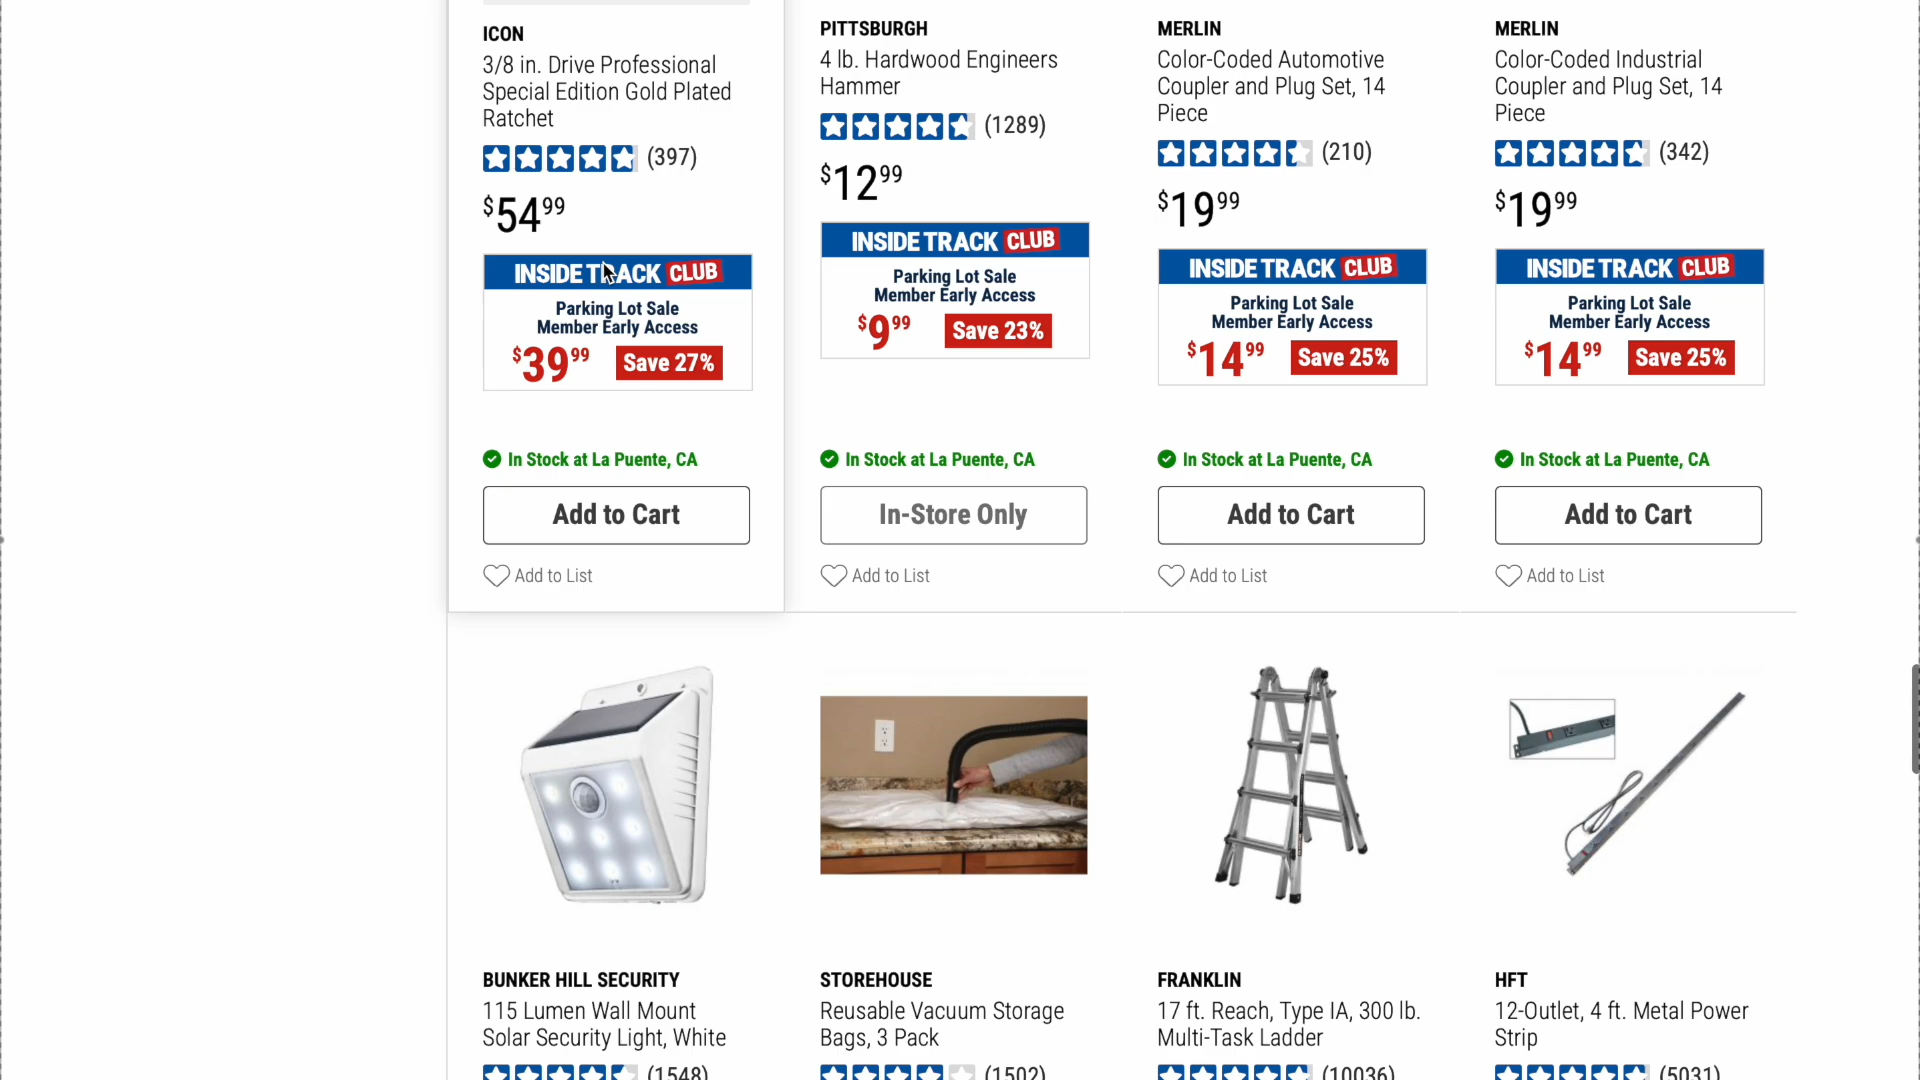 ICON
3/8 in. Drive Professional
Special Edition Gold Plated
Ratchet
(397)
$54.99
INSIDE TRACK CLUB
Parking Lot Sale
Member Early Access
$39.99 Save 27%
In Stock at La Puente, CA
Add to Cart
Add to List
PITTSBURGH
4 lb. Hardwood Engineers
Hammer
(1289)
$12.99
INSIDE TRACK CLUB
Parking Lot Sale
Member Early Access
$9.99 Save 23%
In Stock at La Puente, CA
In-Store Only
Add to List
MERLIN
Color-Coded Automotive
Coupler and Plug Set, 14
Piece
(210)
$19.99
INSIDE TRACK CLUB
Parking Lot Sale
Member Early Access
$14.99 Save 25%
In Stock at La Puente, CA
Add to Cart
Add to List
MERLIN
Color-Coded Industrial
Coupler and Plug Set, 14
Piece
(342)
$19.99
INSIDE TRACK CLUB
Parking Lot Sale
Member Early Access
$14.99 Save 25%
In Stock at La Puente, CA
Add to Cart
Add to List
BUNKER HILL SECURITY
115 Lumen Wall Mount
Solar Security Light, White
(1548)
STOREHOUSE
Reusable Vacuum Storage
Bags, 3 Pack
(1502)
FRANKLIN
17 ft. Reach, Type IA, 300 lb.
Multi-Task Ladder
(10036)
HFT
12-Outlet, 4 ft. Metal Power
Strip
(5031)